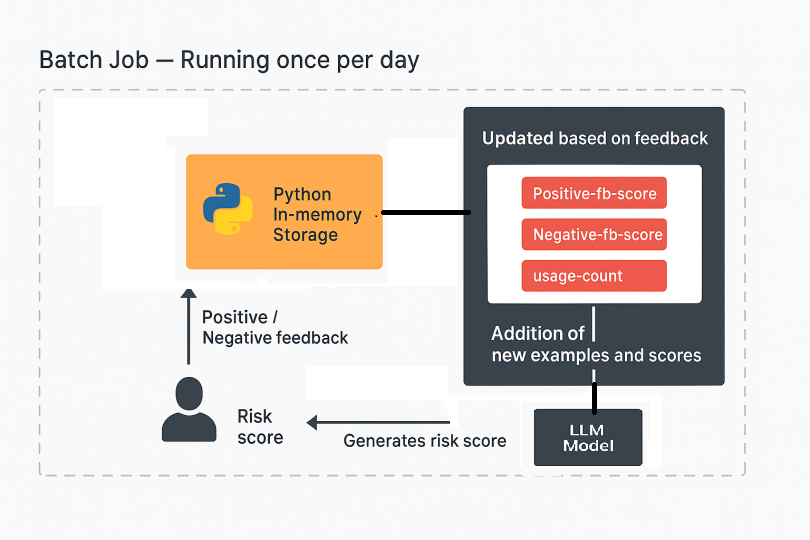 Batch Job — Running once per day
Python
In-memory
Storage
Updated based on feedback
Positive-fb-score
Negative-fb-score
usage-count
Addition of
new examples and scores
Positive /
Negative feedback
Risk
score
Generates risk score
LLM
Model